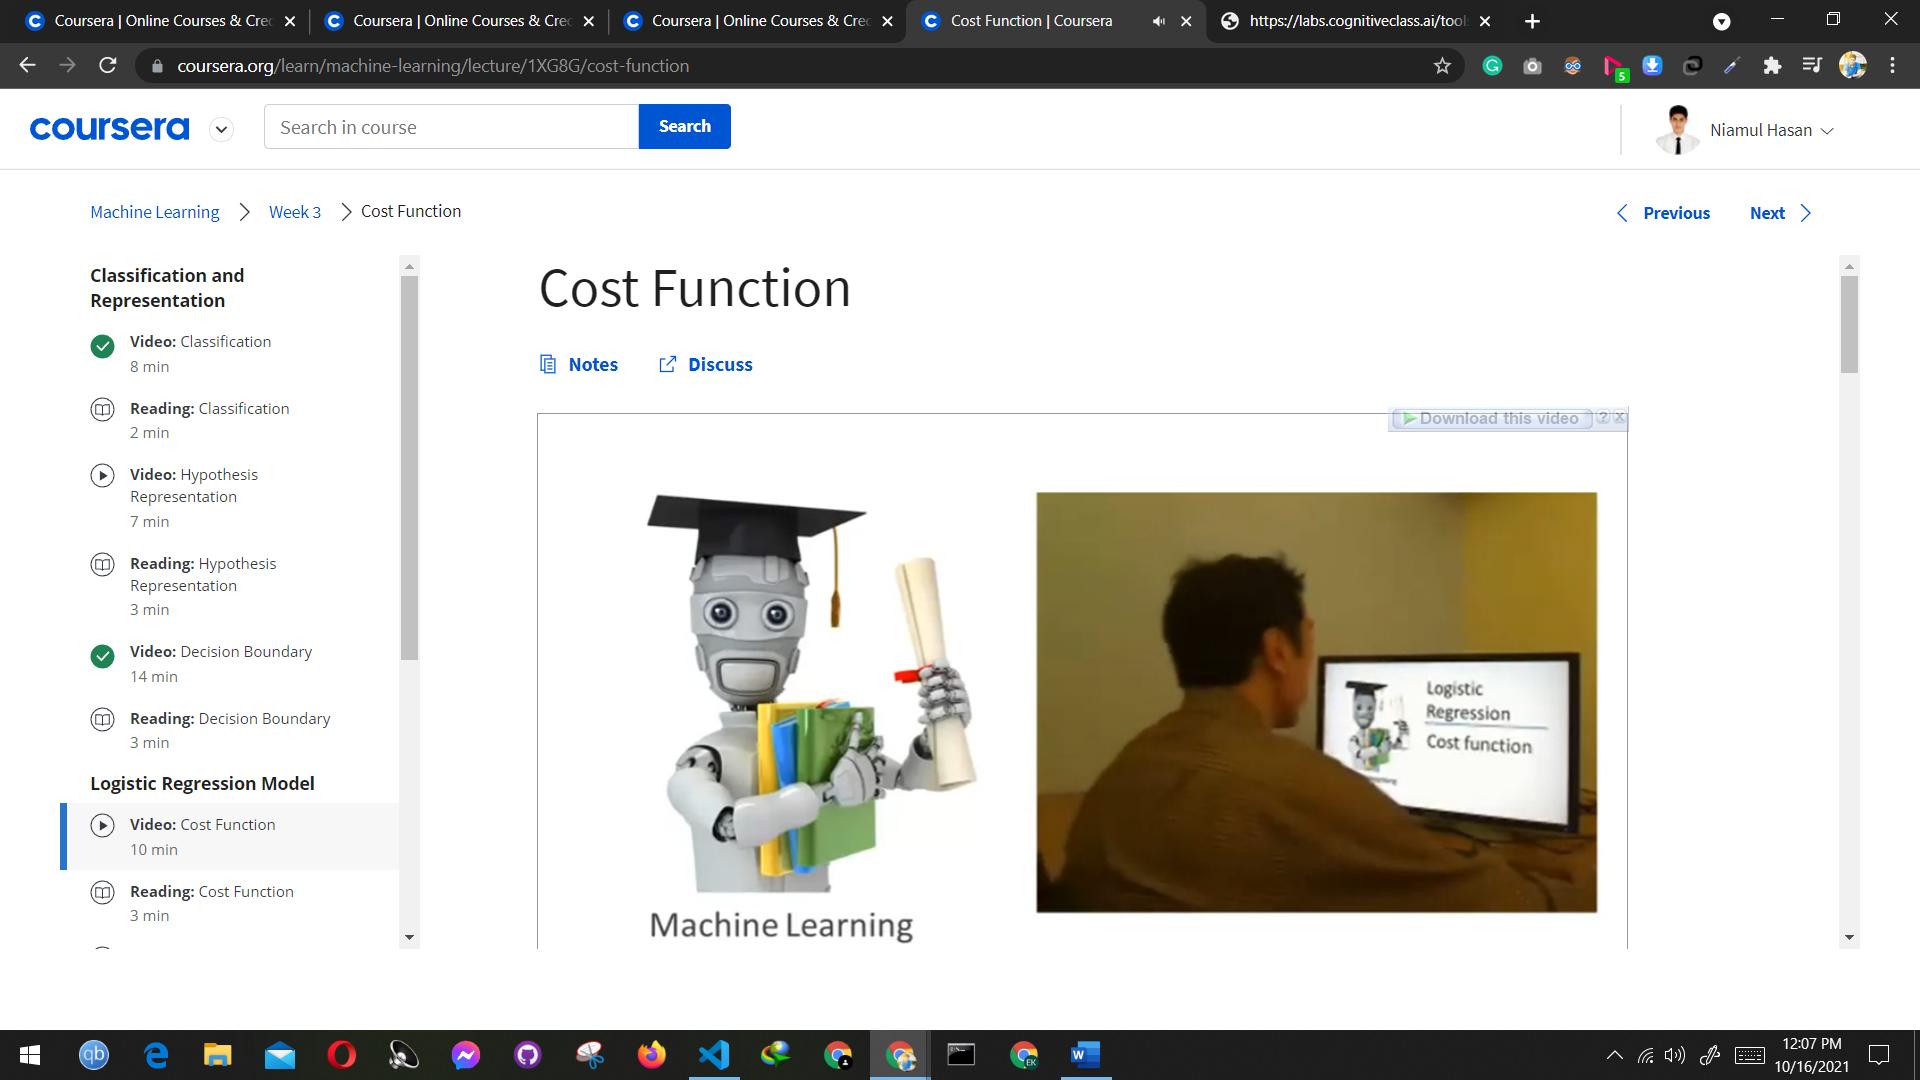 Coursera | Online Courses & Cre
Coursera | Online Courses & Cre
Coursera | Online Courses & Cre
Cost Function | Coursera
https://labs.cognitiveclass.ai/tool
coursera.org/learn/machine-learning/lecture/1XG8G/cost-function
5
coursera
Search in course
Search
Niamul Hasan
Machine Learning
Week 3
Cost Function
Previous
Next
Classification and
Representation
Video: Classification
8 min
Reading: Classification
2 min
Video: Hypothesis
Representation
7 min
Reading: Hypothesis
Representation
3 min
Video: Decision Boundary
14 min
Reading: Decision Boundary
3 min
Logistic Regression Model
Video: Cost Function
10 min
Reading: Cost Function
3 min
Cost Function
Notes
Discuss
Download this video
?
Logistic
Regression
Cost function
Machine Learning
qb
EK
W
12:07 PM
10/16/2021